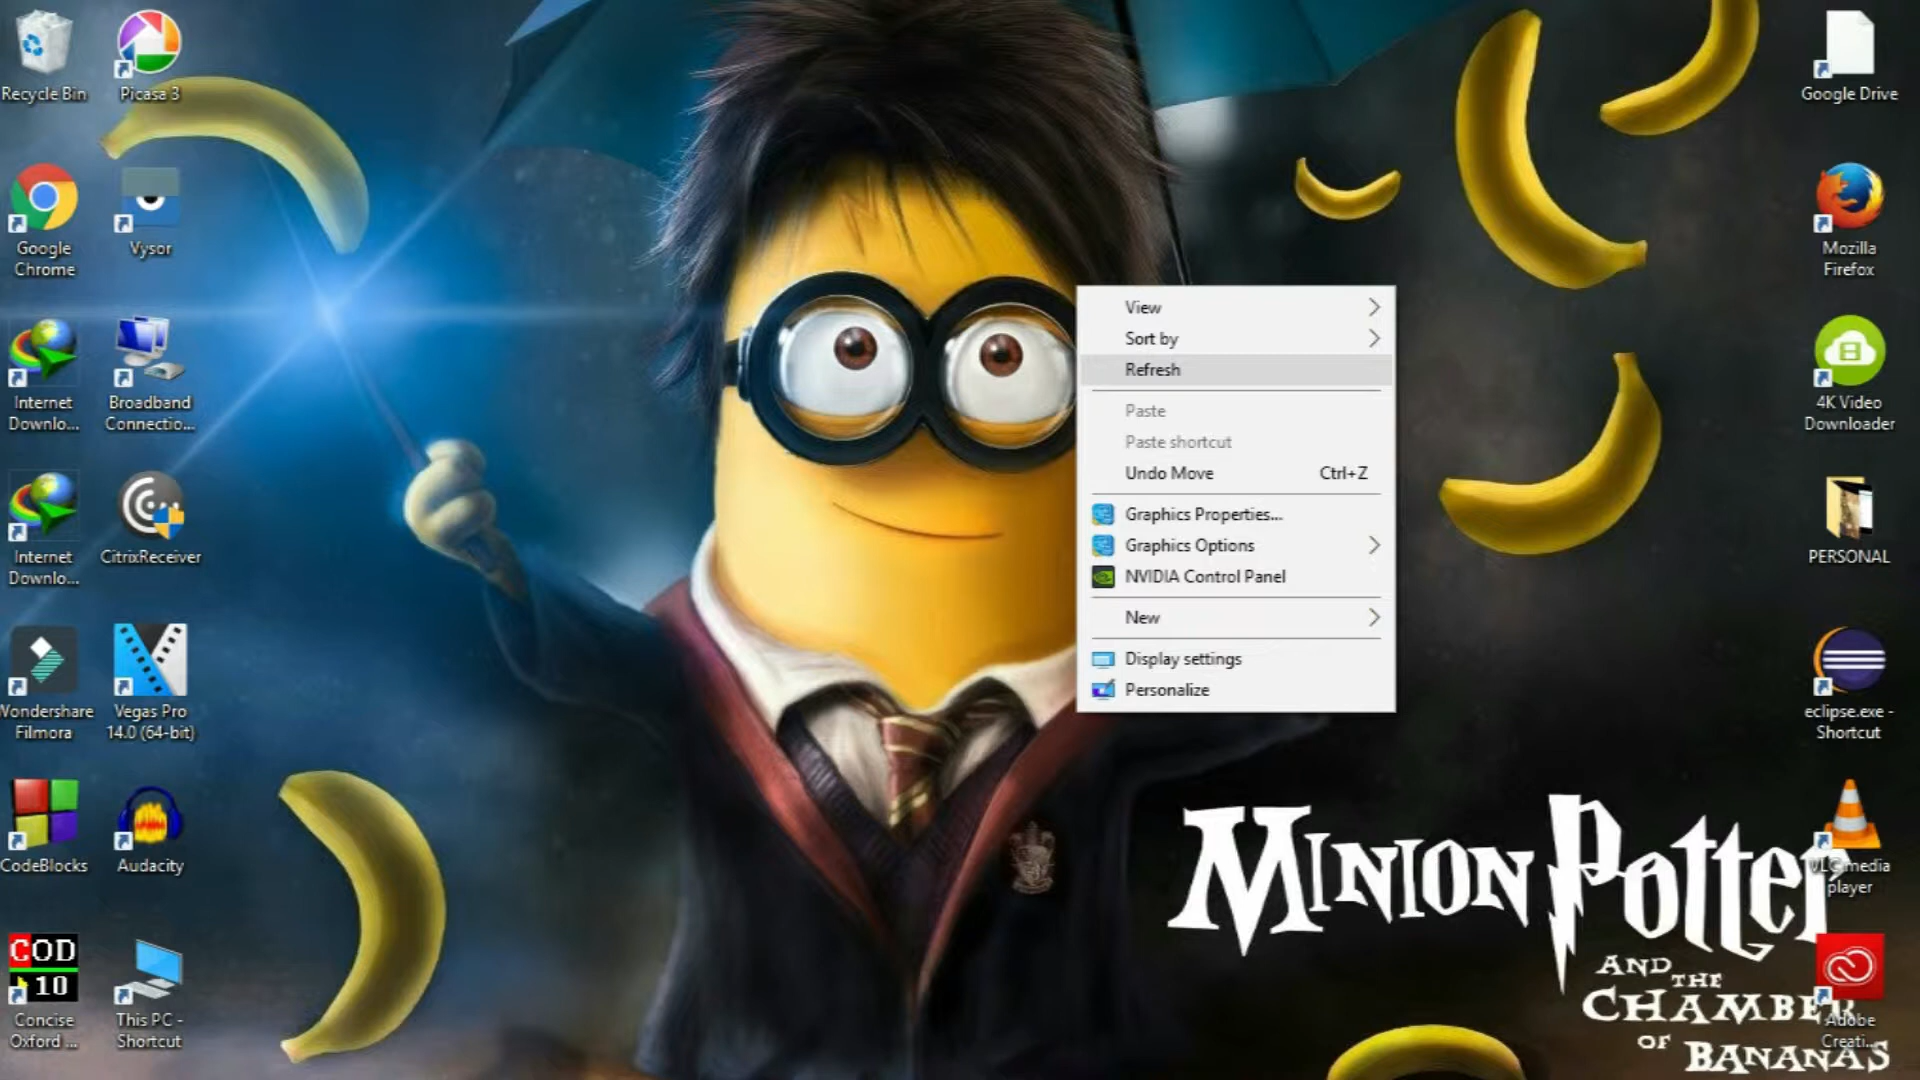 Recycle Bin
Picasa 3
Google
Chrome
Vysor
Internet
Downlo...
Broadband
Connectio...
Internet
Downlo...
CitrixReceiver
Wondershare
Filmora
Vegas Pro
14.0 (64-bit)
CodeBlocks
Audacity
COD
10
Concise
Oxford ...
This PC -
Shortcut
View
Sort by
Refresh
Paste
Paste shortcut
Undo Move Ctrl+Z
Graphics Properties...
Graphics Options
NVIDIA Control Panel
New
Display settings
Personalize
Google Drive
Mozilla
Firefox
4K Video
Downloader
PERSONAL
eclipse.exe -
Shortcut
VLC media
player
Adobe
Creati...
MINION POTTER
AND THE
CHAMBER
OF BANANAS